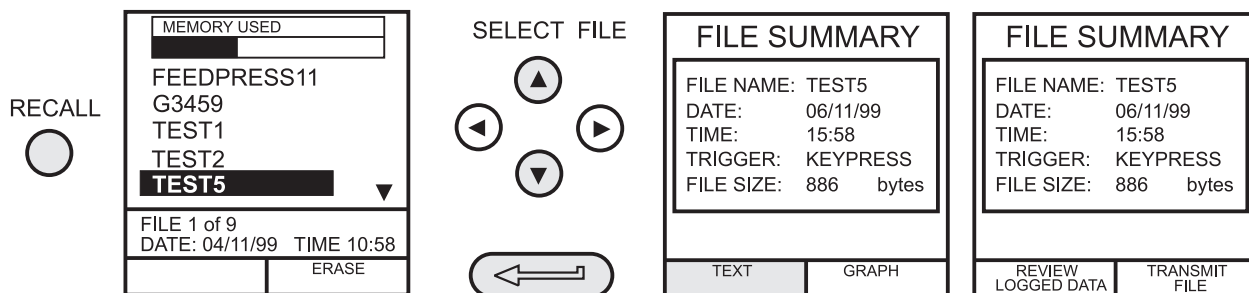 RECALL
MEMORY USED
FEEDPRESS11
G3459
TEST1
TEST2
TEST5
FILE 1 of 9
DATE: 04/11/99 TIME 10:58
ERASE
SELECT FILE
FILE SUMMARY
FILE NAME: TEST5
DATE: 06/11/99
TIME: 15:58
TRIGGER: KEYPRESS
FILE SIZE: 886 bytes
TEXT GRAPH
FILE SUMMARY
FILE NAME: TEST5
DATE: 06/11/99
TIME: 15:58
TRIGGER: KEYPRESS
FILE SIZE: 886 bytes
REVIEW
LOGGED DATA
TRANSMIT
FILE